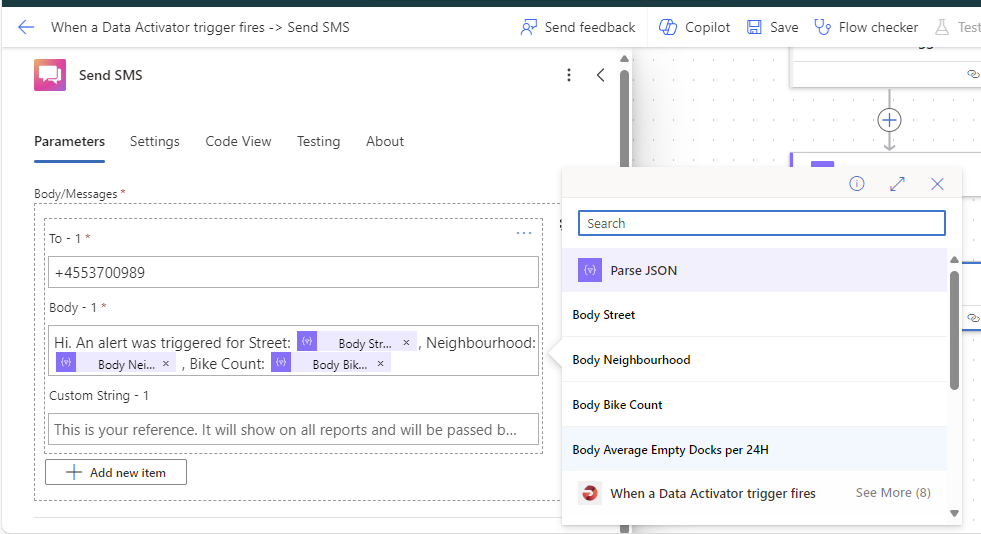 When a Data Activator trigger fires -> Send SMS
Send feedback
Copilot
Save
Flow checker
Test
Send SMS
Parameters
Settings
Code View
Testing
About
Body/Messages *
To - 1 *
+4553700989
Body - 1 *
Hi. An alert was triggered for Street: Body Str... × , Neighbourhood:
Body Nei... × , Bike Count: Body Bik... ×
Custom String - 1
This is your reference. It will show on all reports and will be passed b...
Add new item
Search
Parse JSON
Body Street
Body Neighbourhood
Body Bike Count
Body Average Empty Docks per 24H
When a Data Activator trigger fires
See More (8)